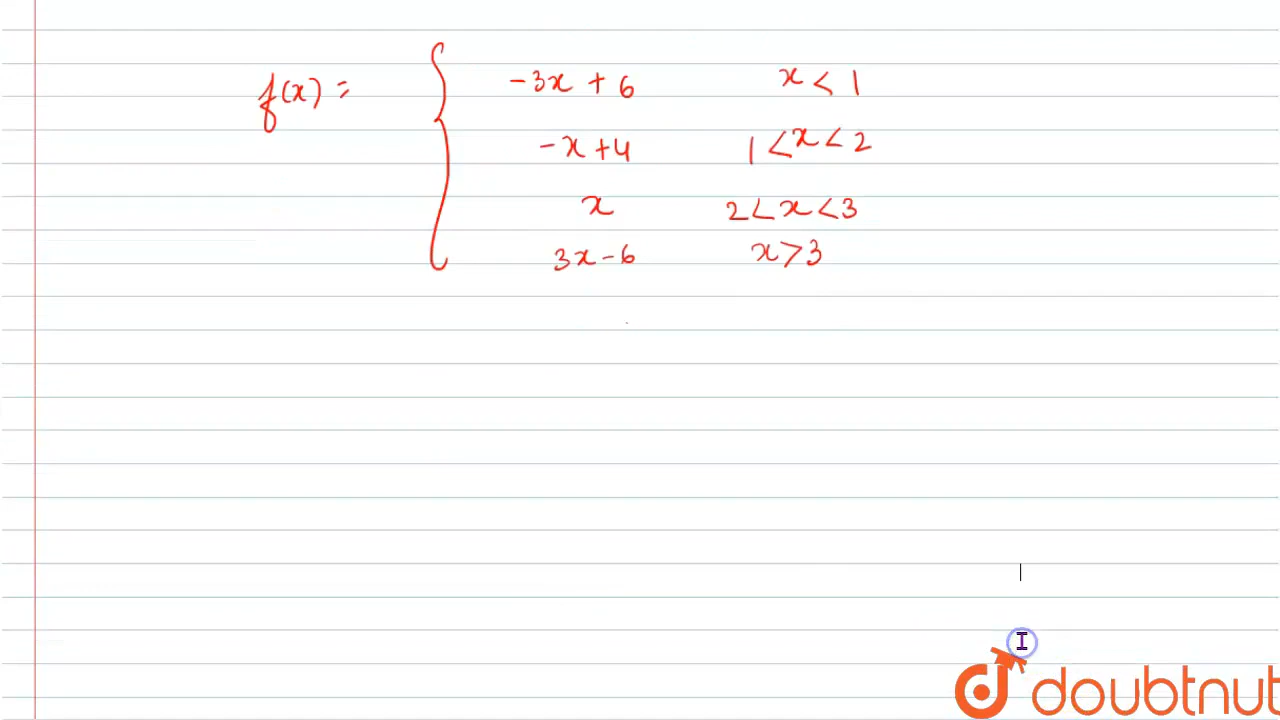 f(x) = { -3x + 6 x < 1
-x + 4 1 < x < 2
x 2 < x < 3
3x - 6 x > 3
doubtnut